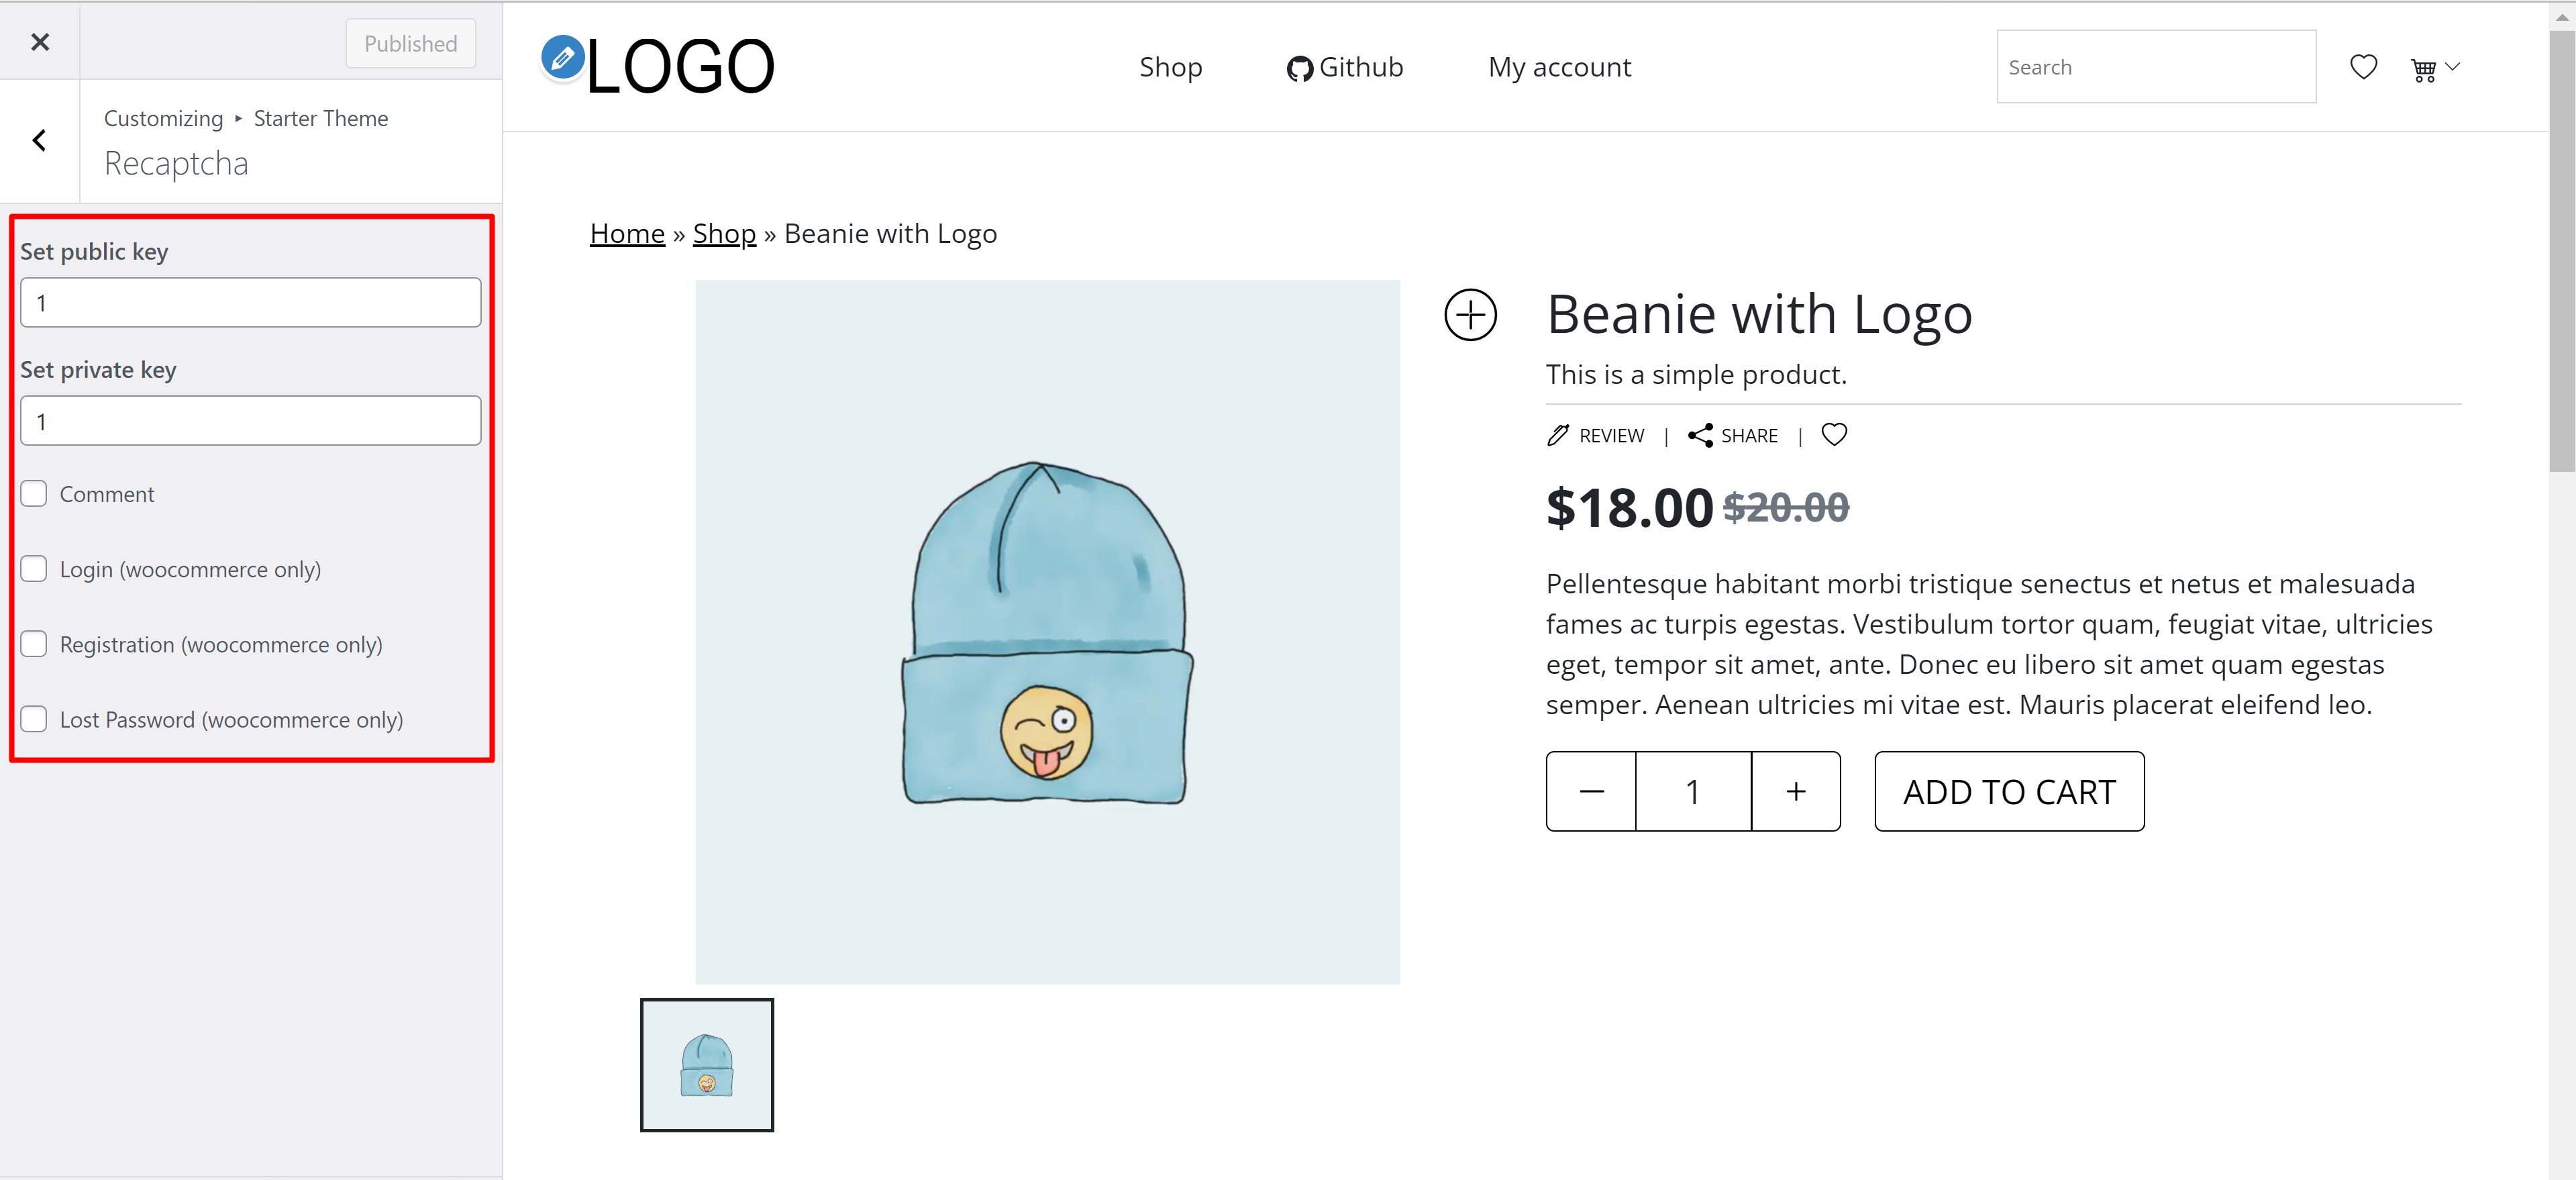 Published
Customizing ▸ Starter Theme
Recaptcha
Set public key
1
Set private key
1
Comment
Login (woocommerce only)
Registration (woocommerce only)
Lost Password (woocommerce only)
LOGO
Shop
Github
My account
Search
Home » Shop » Beanie with Logo
Beanie with Logo
This is a simple product.
REVIEW | SHARE |
$18.00 $20.00
Pellentesque habitant morbi tristique senectus et netus et malesuada
fames ac turpis egestas. Vestibulum tortor quam, feugiat vitae, ultricies
eget, tempor sit amet, ante. Donec eu libero sit amet quam egestas
semper. Aenean ultricies mi vitae est. Mauris placerat eleifend leo.
− 1 +
ADD TO CART